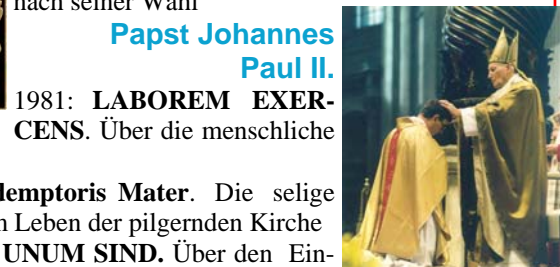 nach seiner Wahl
Papst Johannes
Paul II.
1981: LABOREM EXER-
CENS. Über die menschliche
Mater. Die selige
Leben der pilgernden Kirche
UNUM SIND. Über den Ein-